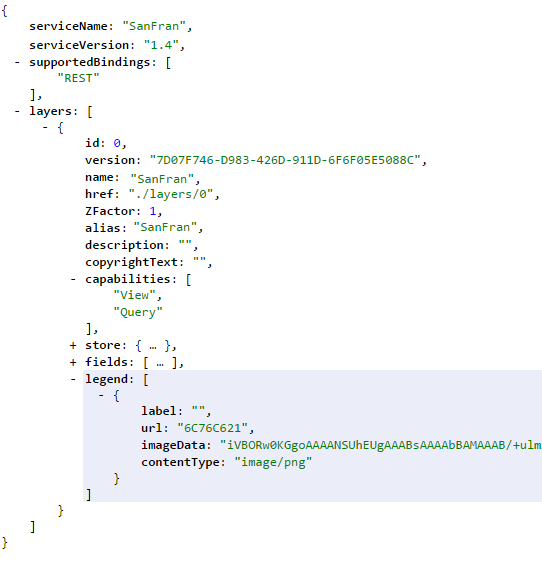 {
serviceName: "SanFran",
serviceVersion: "1.4",
- supportedBindings: [
"REST"
],
- layers: [
- {
id: 0,
version: "7D07F746-D983-426D-911D-6F6F05E5088C",
name: "SanFran",
href: "./layers/0",
ZFactor: 1,
alias: "SanFran",
description: "",
copyrightText: "",
- capabilities: [
"View",
"Query"
],
+ store: { … },
+ fields: [ … ],
- legend: [
- {
label: "",
url: "6C76C621",
imageData: "iVBORw0KGgoAAAANSUhEUgAAABsAAAAbBAMAAAB/+ulm
contentType: "image/png"
}
]
}
]
}